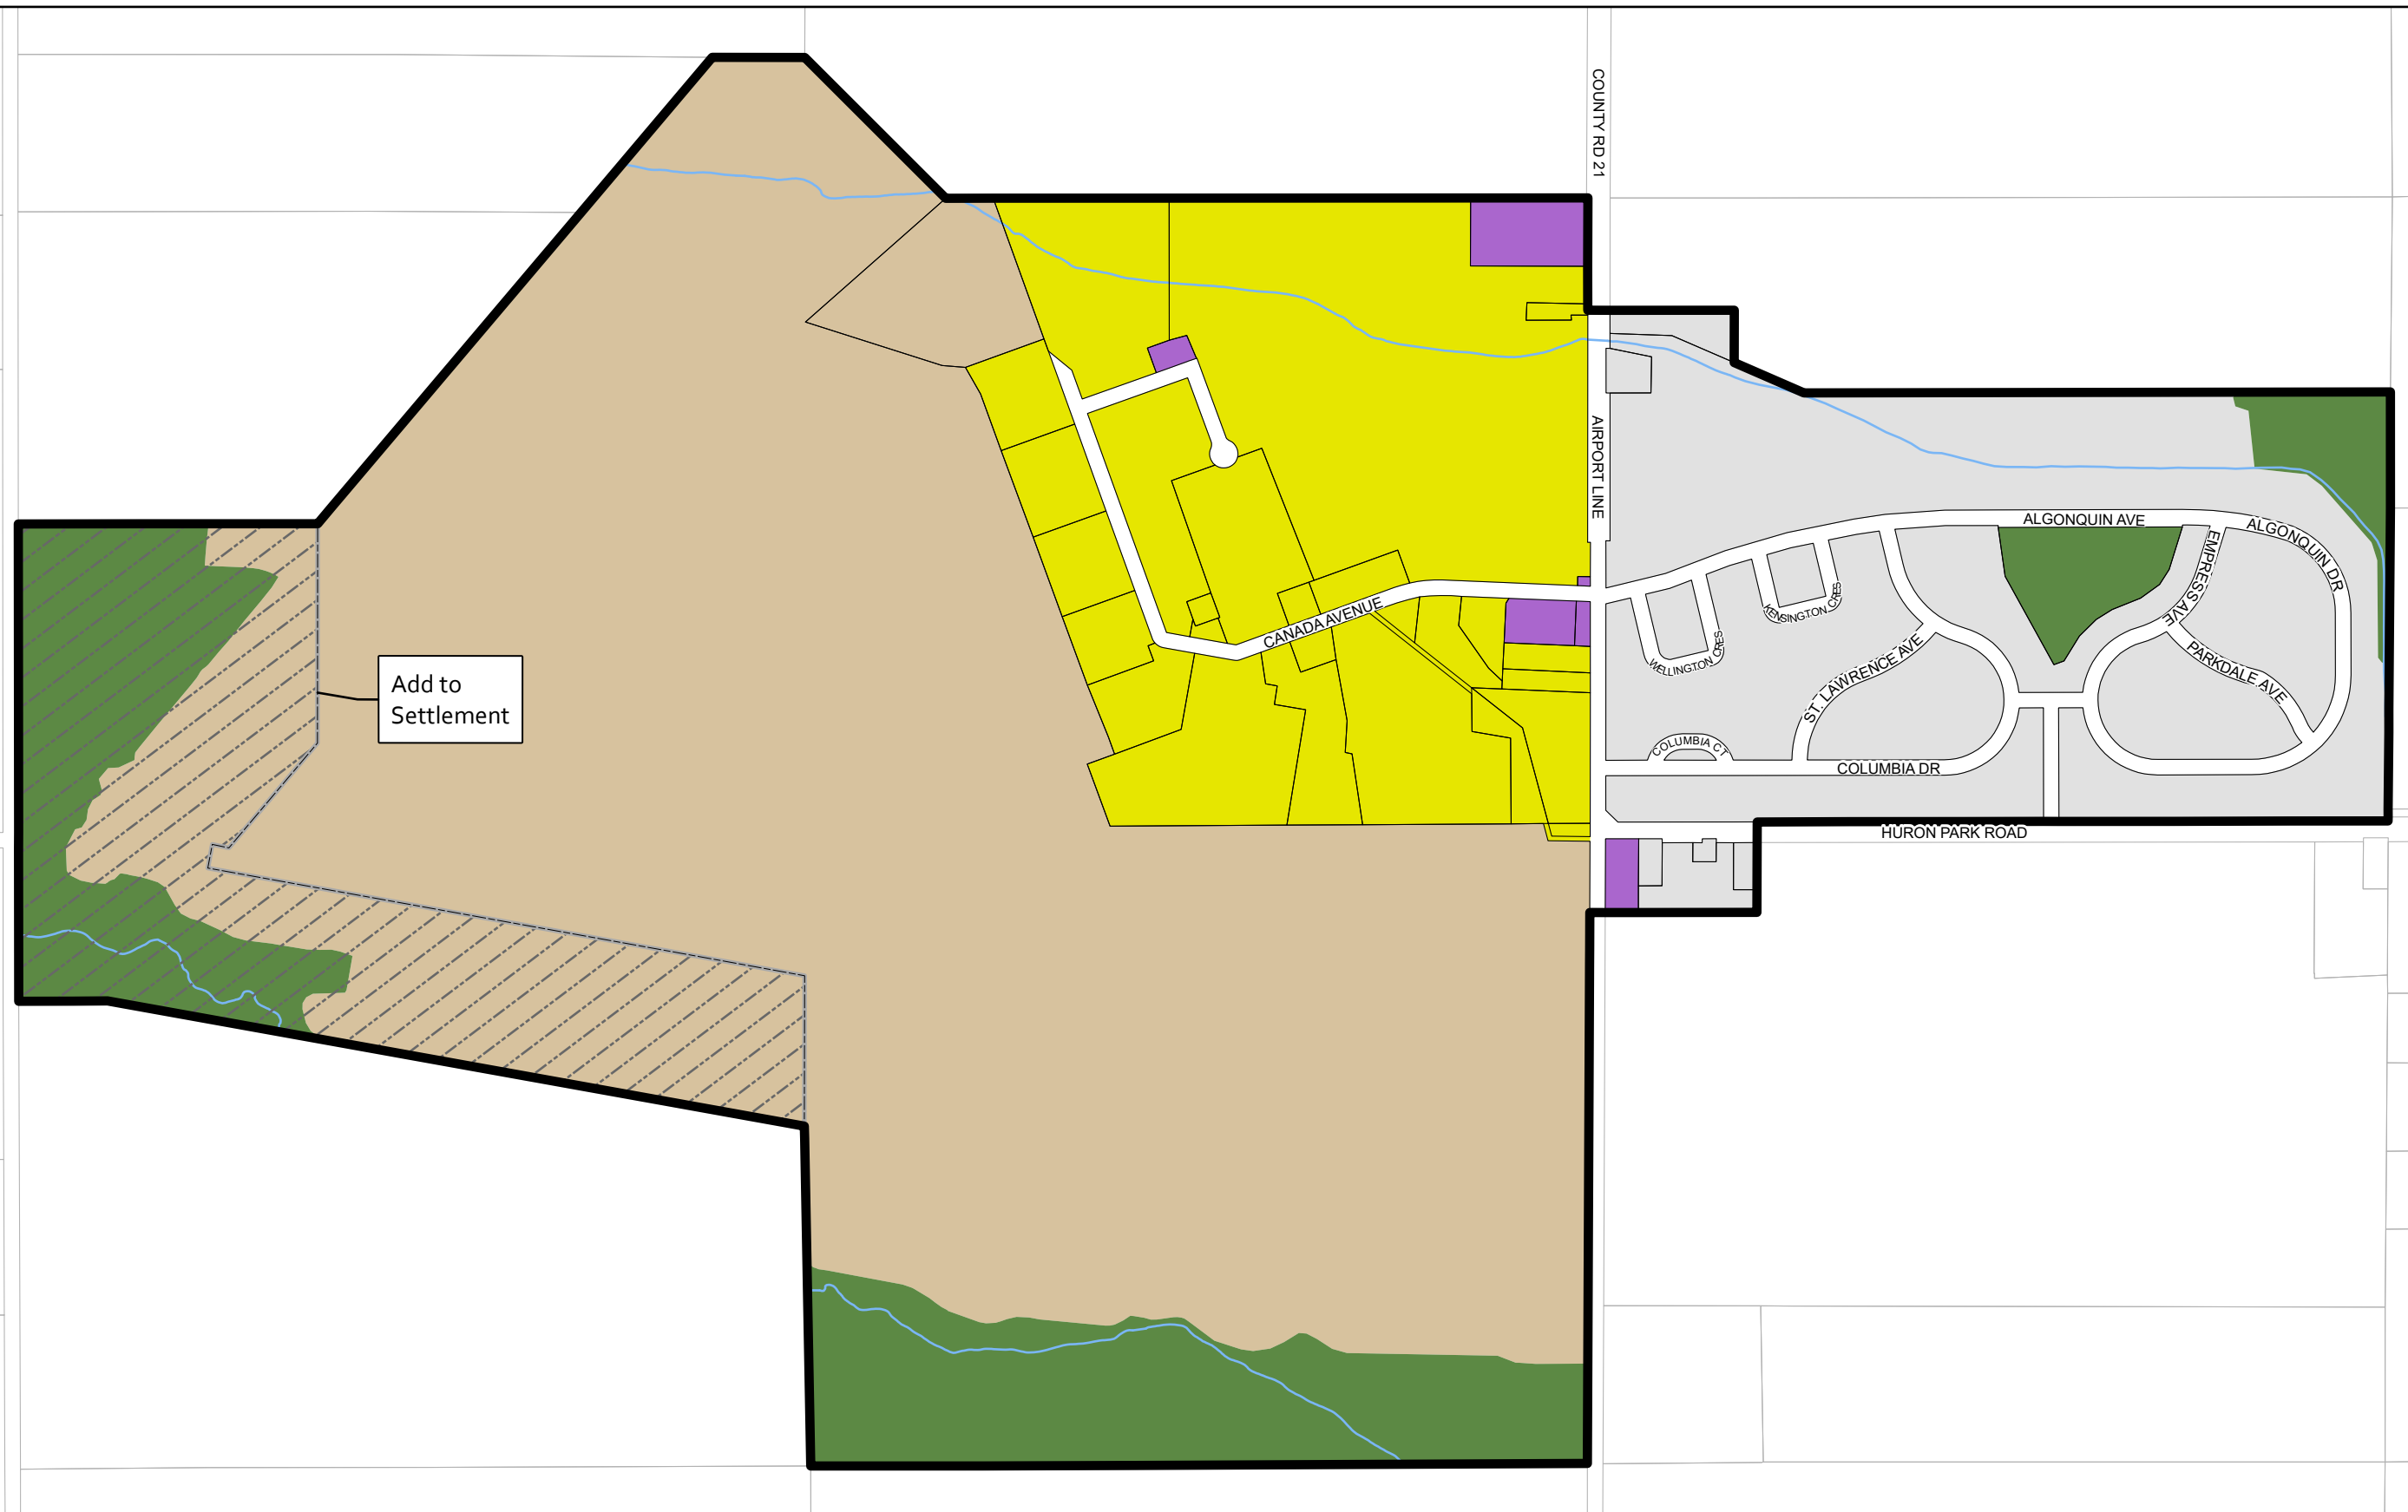 COUNTY RD 21
AIRPORT LINE
ALGONQUIN AVE
ALGONQUIN DR
EMPRESS AVE
KENSINGTON CRES
CANADA AVENUE
WELLINGTON CRES
ST. LAWRENCE AVE
PARKDALE AVE
Add to
Settlement
COLUMBIA CT
COLUMBIA DR
HURON PARK ROAD